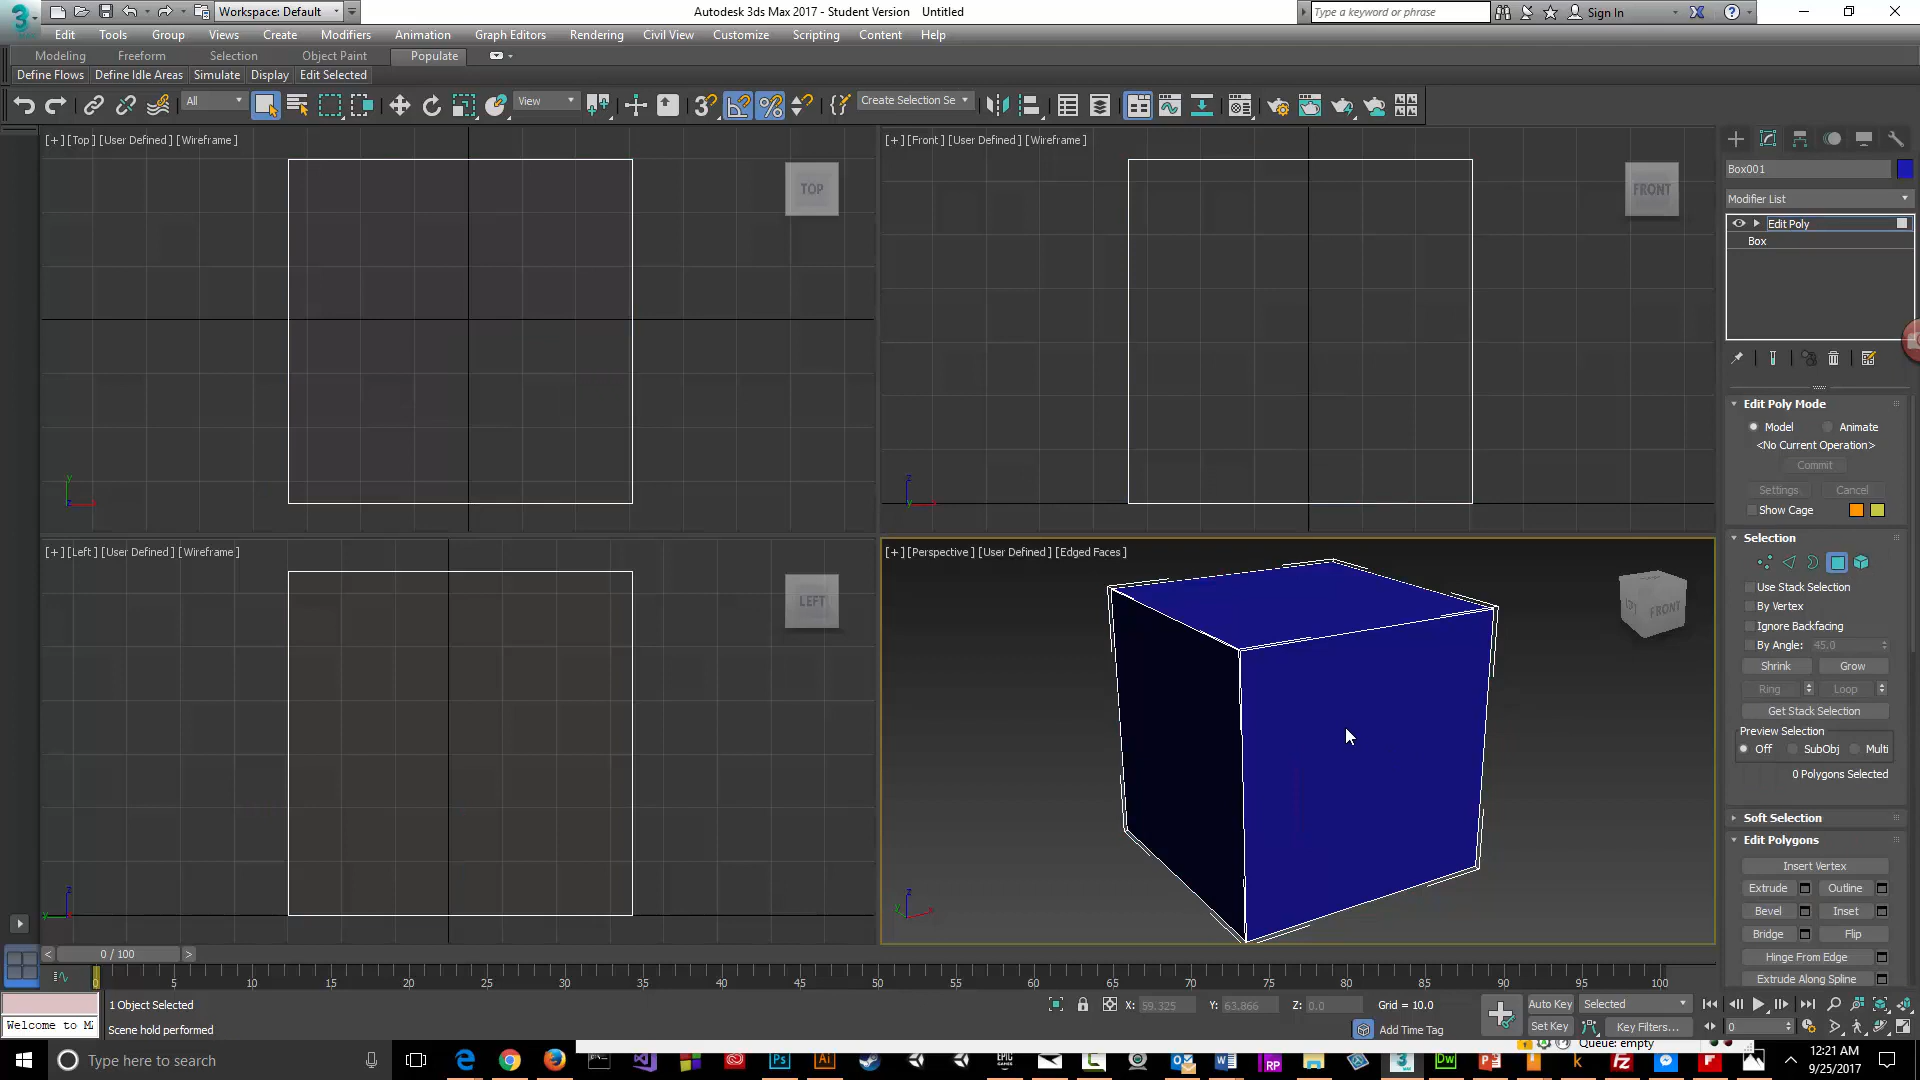 Workspace: Default
Autodesk 3ds Max 2017 - Student Version    Untitled
Type a keyword or phrase
Sign In
Edit Tools Group Views Create Modifiers Animation Graph Editors Rendering Civil View Customize Scripting Content Help
Modeling Freeform Selection Object Paint Populate
Define Flows Define Idle Areas Simulate Display Edit Selected
All
View
Create Selection Se
[+] [Top ] [User Defined ] [Wireframe ]
TOP
[+] [Front ] [User Defined ] [Wireframe ]
FRONT
Box001
Modifier List
Edit Poly
Box
Edit Poly Mode
Model Animate
<No Current Operation>
Commit
Settings Cancel
Show Cage
Selection
Use Stack Selection
By Vertex
Ignore Backfacing
By Angle: 45.0
Shrink Grow
Ring Loop
Get Stack Selection
Preview Selection
Off SubObj Multi
0 Polygons Selected
Soft Selection
Edit Polygons
Insert Vertex
Extrude Outline
Bevel Inset
Bridge Flip
Hinge From Edge
Extrude Along Spline
[+] [Left ] [User Defined ] [Wireframe ]
LEFT
[+] [Perspective ] [User Defined ] [Edged Faces ]
FRONT
< 0 / 100 >
0 5 10 15 20 25 30 35 40 45 50 55 60 65 70 75 80 85 90 95 100
1 Object Selected
Welcome to M
Scene hold performed
X: 59.325 Y: 63.866 Z: 0.0 Grid = 10.0
Add Time Tag
Auto Key Selected
Set Key Key Filters...
0
Queue: empty
Type here to search
12:21 AM
9/25/2017